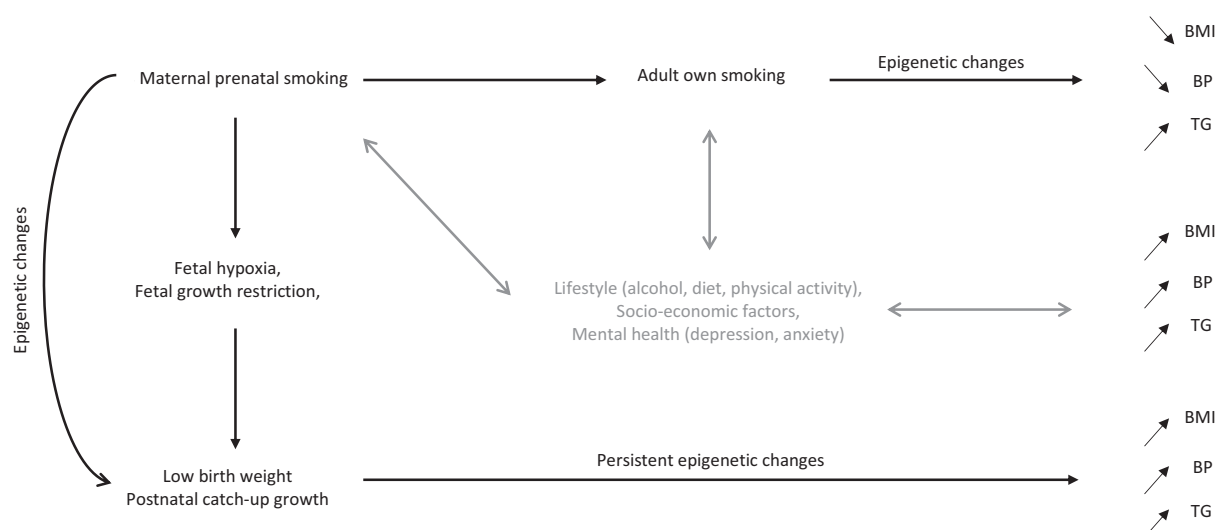 BMI
Maternal prenatal smoking
Adult own smoking
Epigenetic changes
BP
TG
Epigenetic changes
Fetal hypoxia,
Fetal growth restriction,
Lifestyle (alcohol, diet, physical activity),
Socio-economic factors,
Mental health (depression, anxiety)
BMI
BP
TG
Low birth weight
Postnatal catch-up growth
Persistent epigenetic changes
BMI
BP
TG